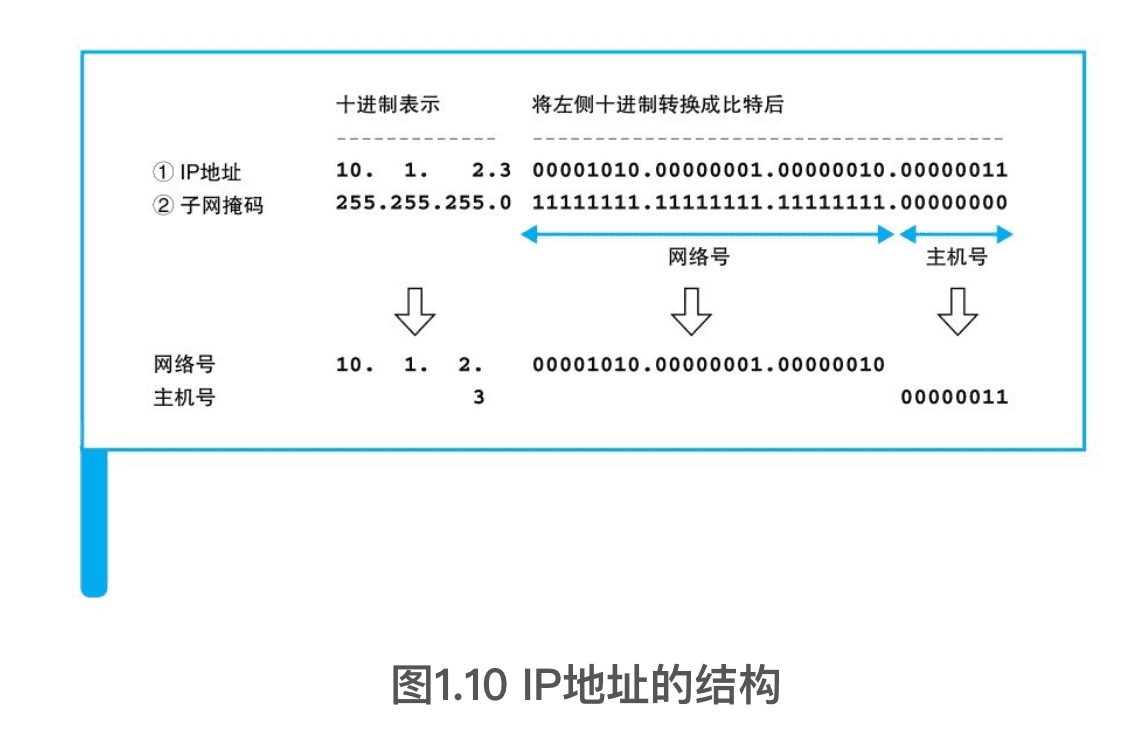 十进制表示 将左侧十进制转换成比特后
① IP地址 10. 1. 2.3 00001010.00000001.00000010.00000011
② 子网掩码 255.255.255.0 11111111.11111111.11111111.00000000
网络号 主机号
网络号 10. 1. 2. 00001010.00000001.00000010
主机号 3 00000011
图1.10 IP地址的结构